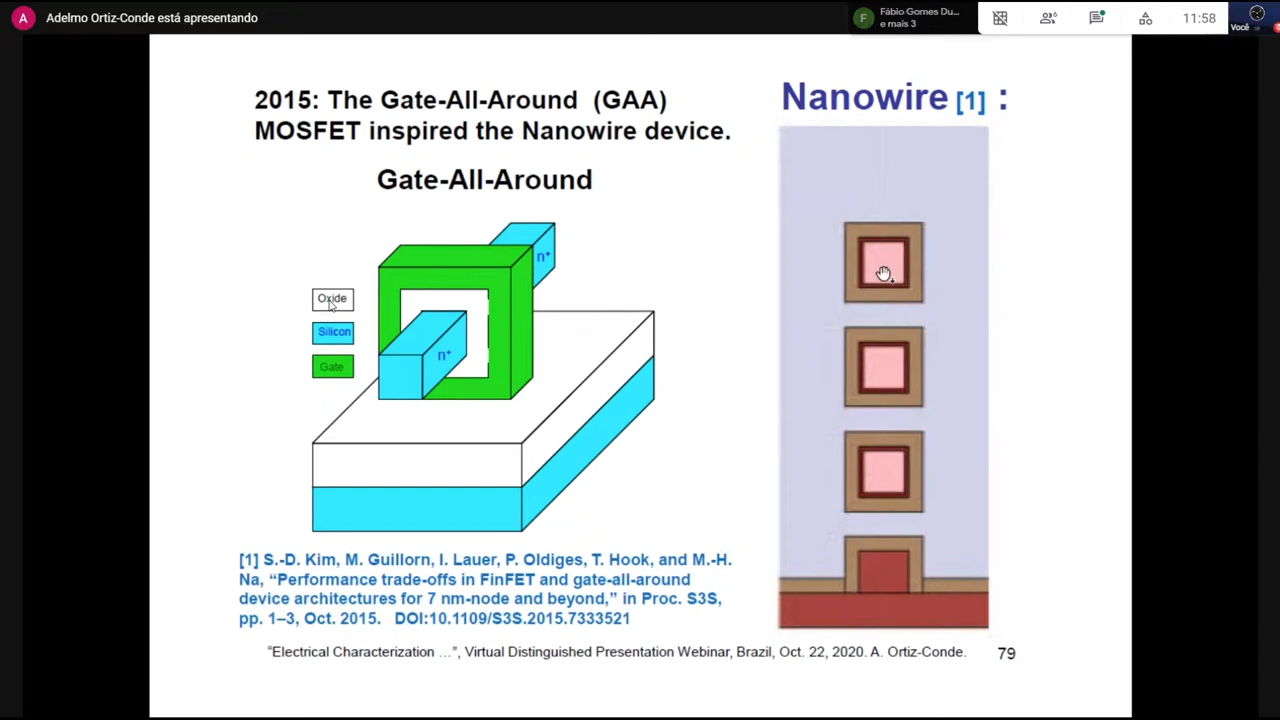 A Adelmo Ortiz-Conde está apresentando
F Fábio Gomes Du...
e mais 3
6
11:58
Você
2015: The Gate-All-Around (GAA)
MOSFET inspired the Nanowire device.
Nanowire [1] :
Gate-All-Around
n+
Oxide
Silicon
Gate
n+
[1] S.-D. Kim, M. Guillorn, I. Lauer, P. Oldiges, T. Hook, and M.-H.
Na, “Performance trade-offs in FinFET and gate-all-around
device architectures for 7 nm-node and beyond,” in Proc. S3S,
pp. 1–3, Oct. 2015. DOI:10.1109/S3S.2015.7333521
“Electrical Characterization ...”, Virtual Distinguished Presentation Webinar, Brazil, Oct. 22, 2020. A. Ortiz-Conde.
79